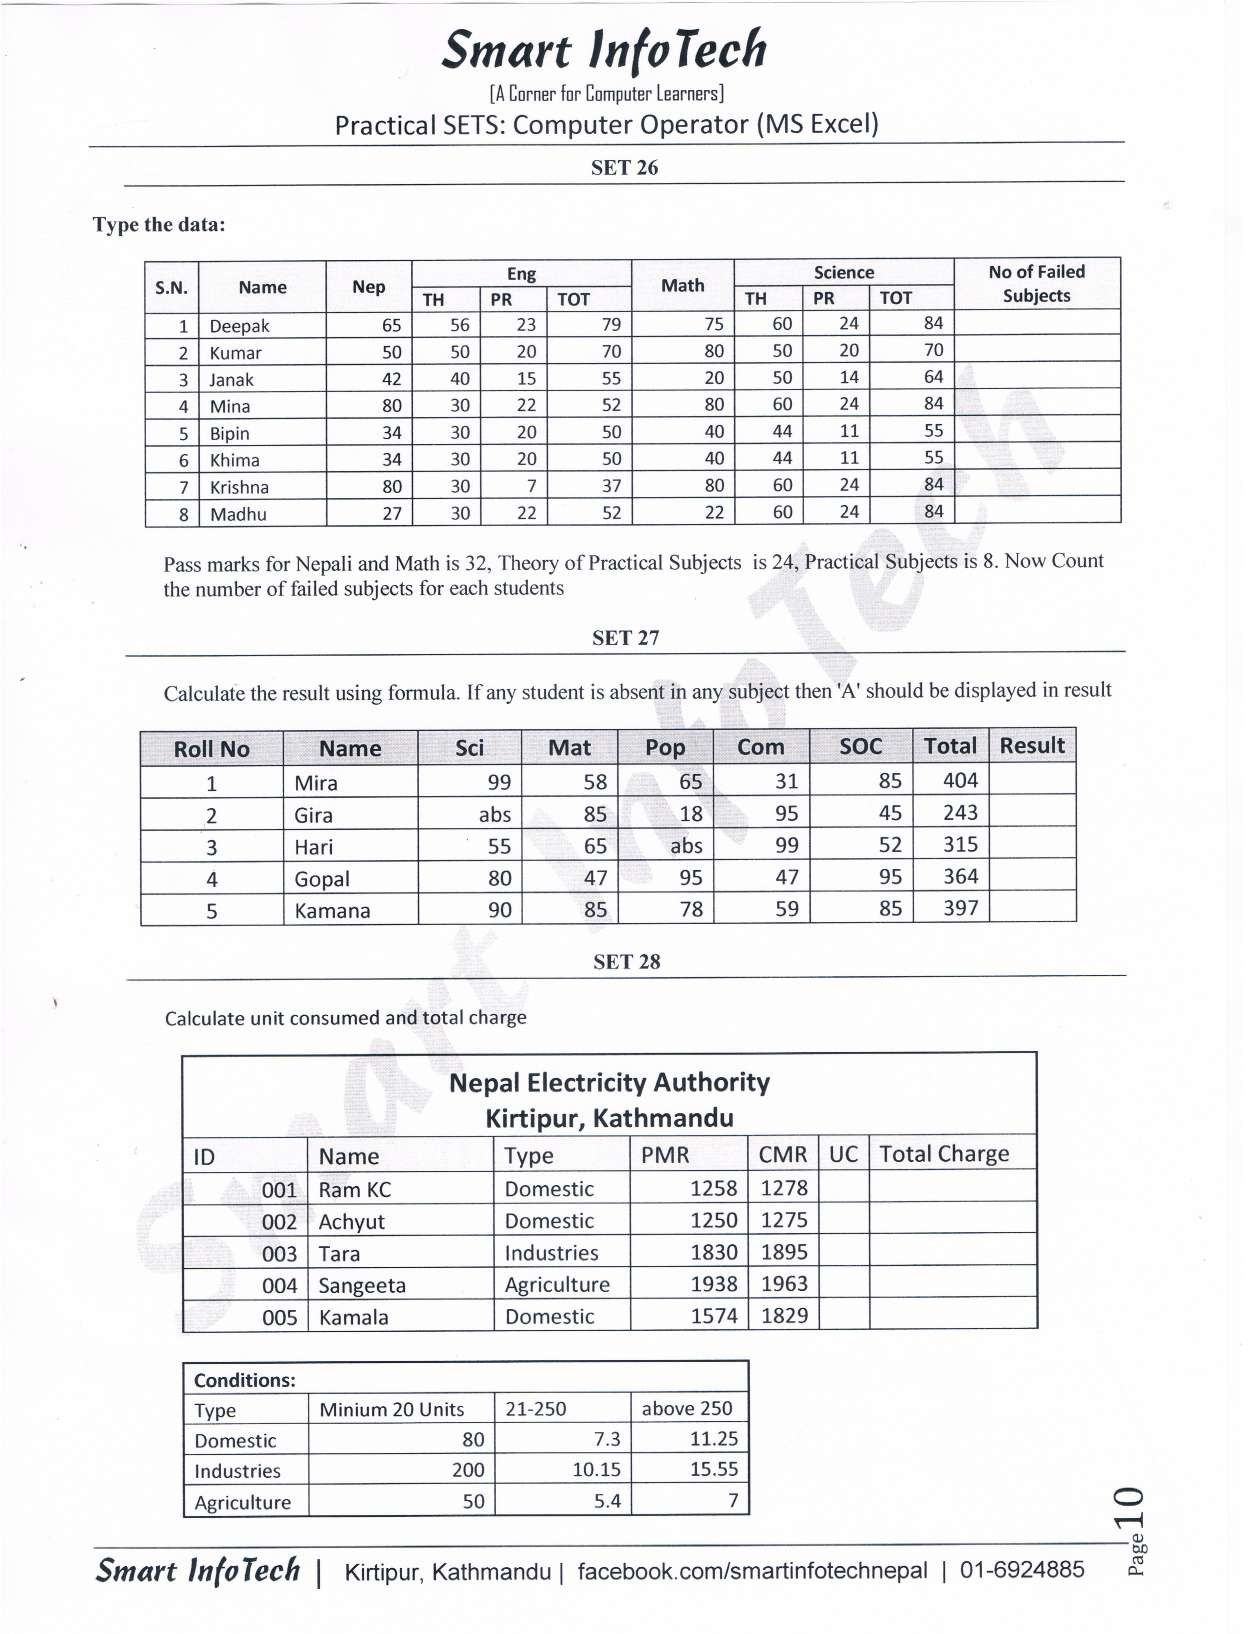 Smart InfoTech
[A Corner for Computer Learners]
Practical SETS: Computer Operator (MS Excel)
SET 26
Type the data:
S.N. Name Nep Eng Math Science No of Failed Subjects
TH PR TOT TH PR TOT
1 Deepak 65 56 23 79 75 60 24 84
2 Kumar 50 50 20 70 80 50 20 70
3 Janak 42 40 15 55 20 50 14 64
4 Mina 80 30 22 52 80 60 24 84
5 Bipin 34 30 20 50 40 44 11 55
6 Khima 34 30 20 50 40 44 11 55
7 Krishna 80 30 7 37 80 60 24 84
8 Madhu 27 30 22 52 22 60 24 84
Pass marks for Nepali and Math is 32, Theory of Practical Subjects is 24, Practical Subjects is 8. Now Count
the number of failed subjects for each students
SET 27
Calculate the result using formula. If any student is absent in any subject then 'A' should be displayed in result
Roll No Name Sci Mat Pop Com SOC Total Result
1 Mira 99 58 65 31 85 404
2 Gira abs 85 18 95 45 243
3 Hari 55 65 abs 99 52 315
4 Gopal 80 47 95 47 95 364
5 Kamana 90 85 78 59 85 397
SET 28
Calculate unit consumed and total charge
Nepal Electricity Authority
Kirtipur, Kathmandu
ID Name Type PMR CMR UC Total Charge
001 Ram KC Domestic 1258 1278
002 Achyut Domestic 1250 1275
003 Tara Industries 1830 1895
004 Sangeeta Agriculture 1938 1963
005 Kamala Domestic 1574 1829
Conditions:
Type Minium 20 Units 21-250 above 250
Domestic 80 7.3 11.25
Industries 200 10.15 15.55
Agriculture 50 5.4 7
Smart InfoTech | Kirtipur, Kathmandu | facebook.com/smartinfotechnepal | 01-6924885
Page 10
Smart InfoTech